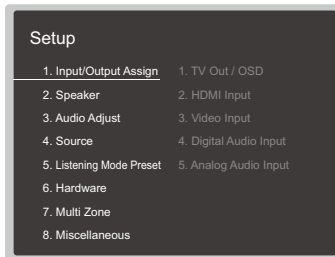 Setup
1. Input/Output Assign
2. Speaker
3. Audio Adjust
4. Source
5. Listening Mode Preset
6. Hardware
7. Multi Zone
8. Miscellaneous
1. TV Out / OSD
2. HDMI Input
3. Video Input
4. Digital Audio Input
5. Analog Audio Input